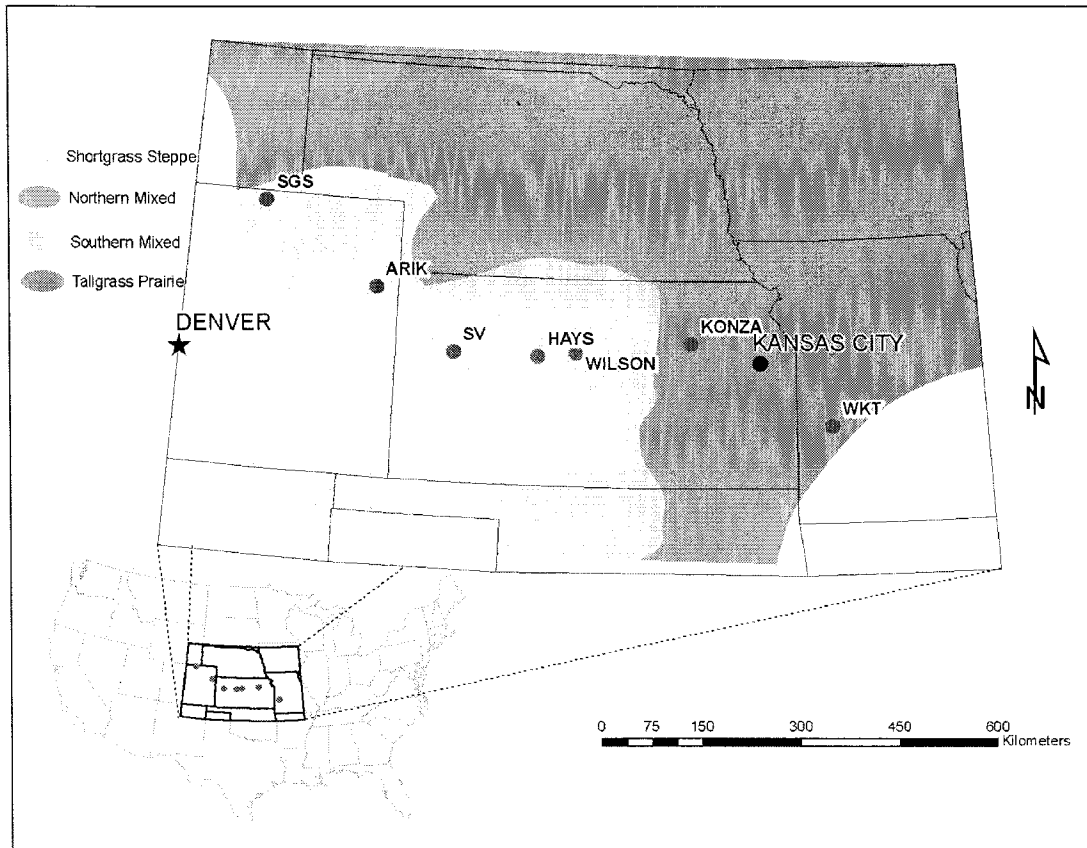 Shortgrass Steppe
Northern Mixed
Southern Mixed
Tallgrass Prairie
SGS
ARIK
DENVER
SV
HAYS
WILSON
KONZA
KANSAS CITY
WKT
N
0 75 150 300 450 600
Kilometers